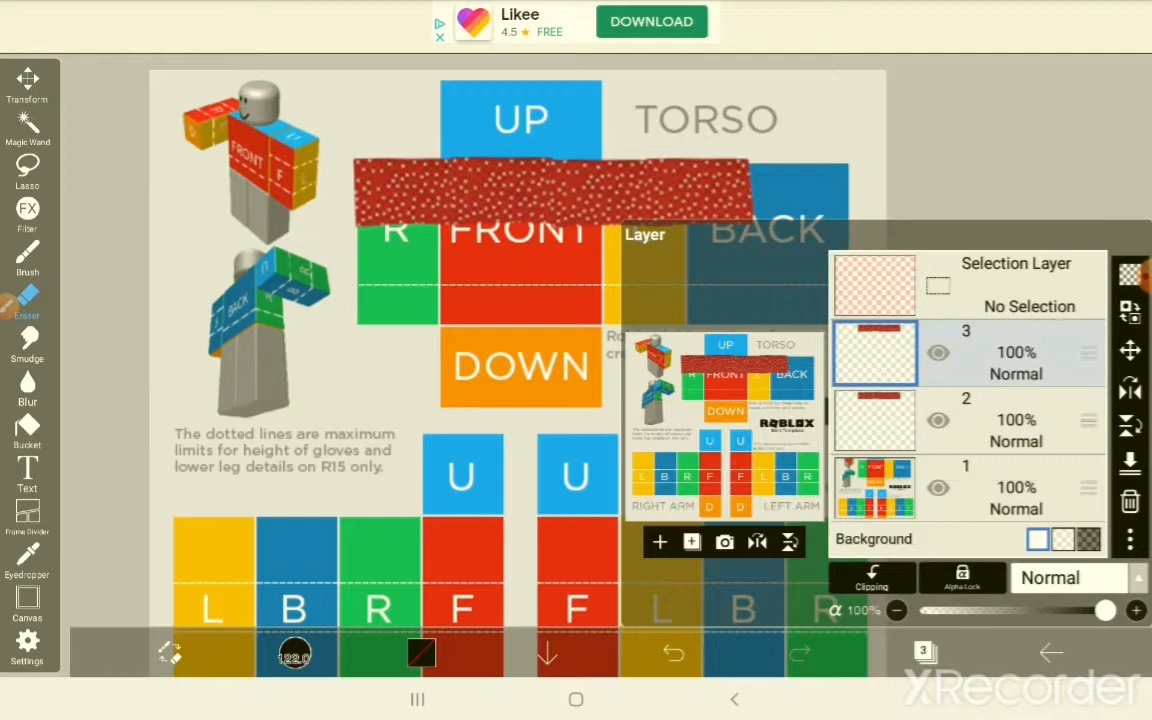 Likee
4.5 ★ FREE
DOWNLOAD
Transform
Magic Wand
Lasso
FX
Filter
Brush
Eraser
Smudge
Blur
Bucket
T
Text
Frame Divider
Eyedropper
Canvas
Settings
UP
TORSO
FRONT
F
L
BACK
R
R
FRONT
BACK
DOWN
The dotted lines are maximum
limits for height of gloves and
lower leg details on R15 only.
U
U
L
B
R
F
F
L
B
R
Layer
UP
TORSO
R
FRONT
BACK
DOWN
ROBLOX
U
U
L
B
R
F
F
L
B
R
RIGHT ARM
D
D
LEFT ARM
Selection Layer
No Selection
3
100%
Normal
2
100%
Normal
1
100%
Normal
Background
Clipping
Alpha Lock
Normal
α 100%
122.0
3
XRecorder